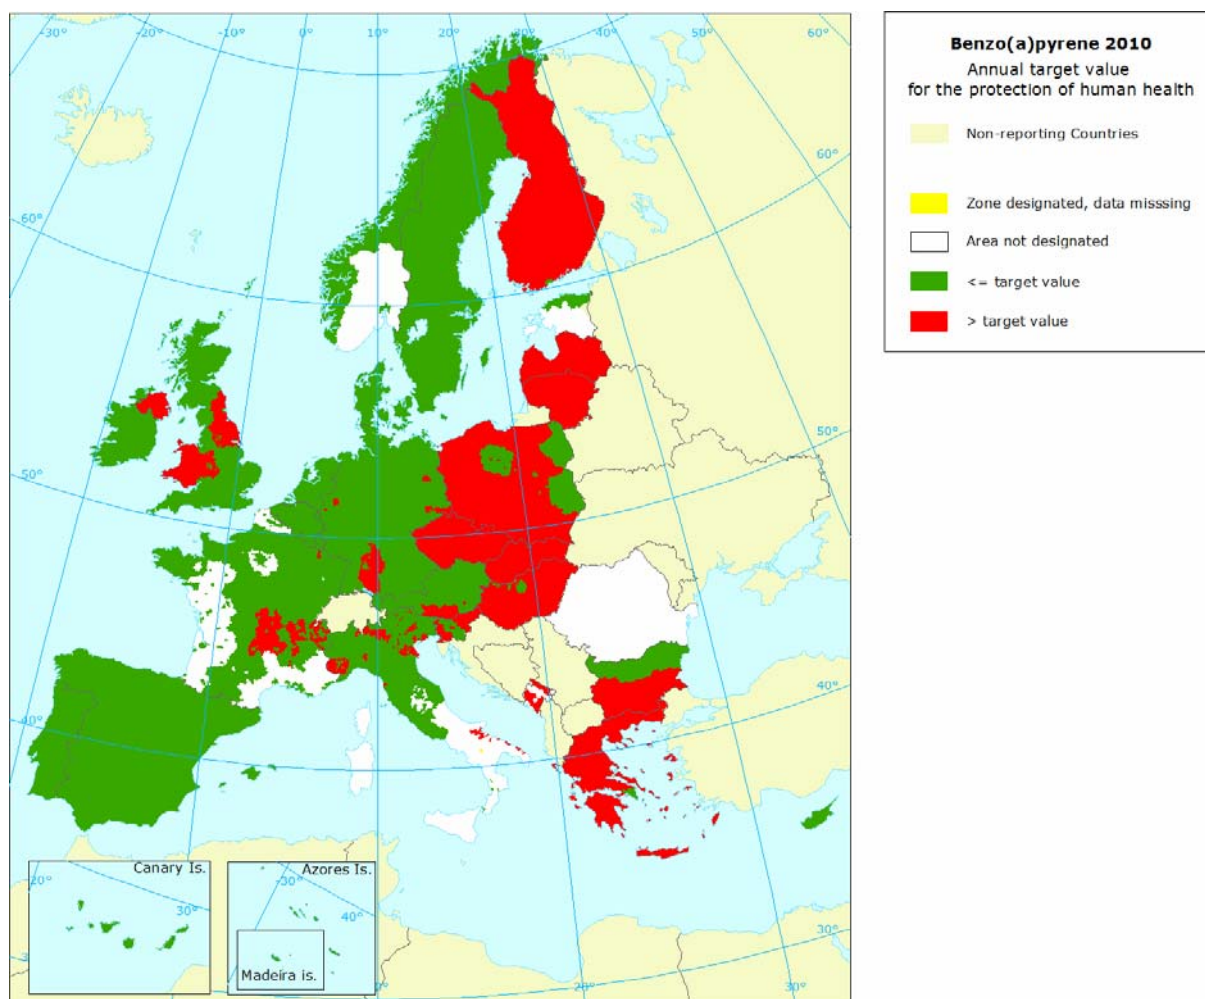 -30°
-20°
-10°
0°
10°
20°
30°
40°
50°
60°
60°
60°
50°
50°
40°
40°
30°
0°
10°
20°
30°
Canary Is.
-20°
30°
Azores Is.
-30°
40°
Madeira is.
Benzo(a)pyrene 2010
Annual target value
for the protection of human health
Non-reporting Countries
Zone designated, data misssing
Area not designated
<= target value
> target value